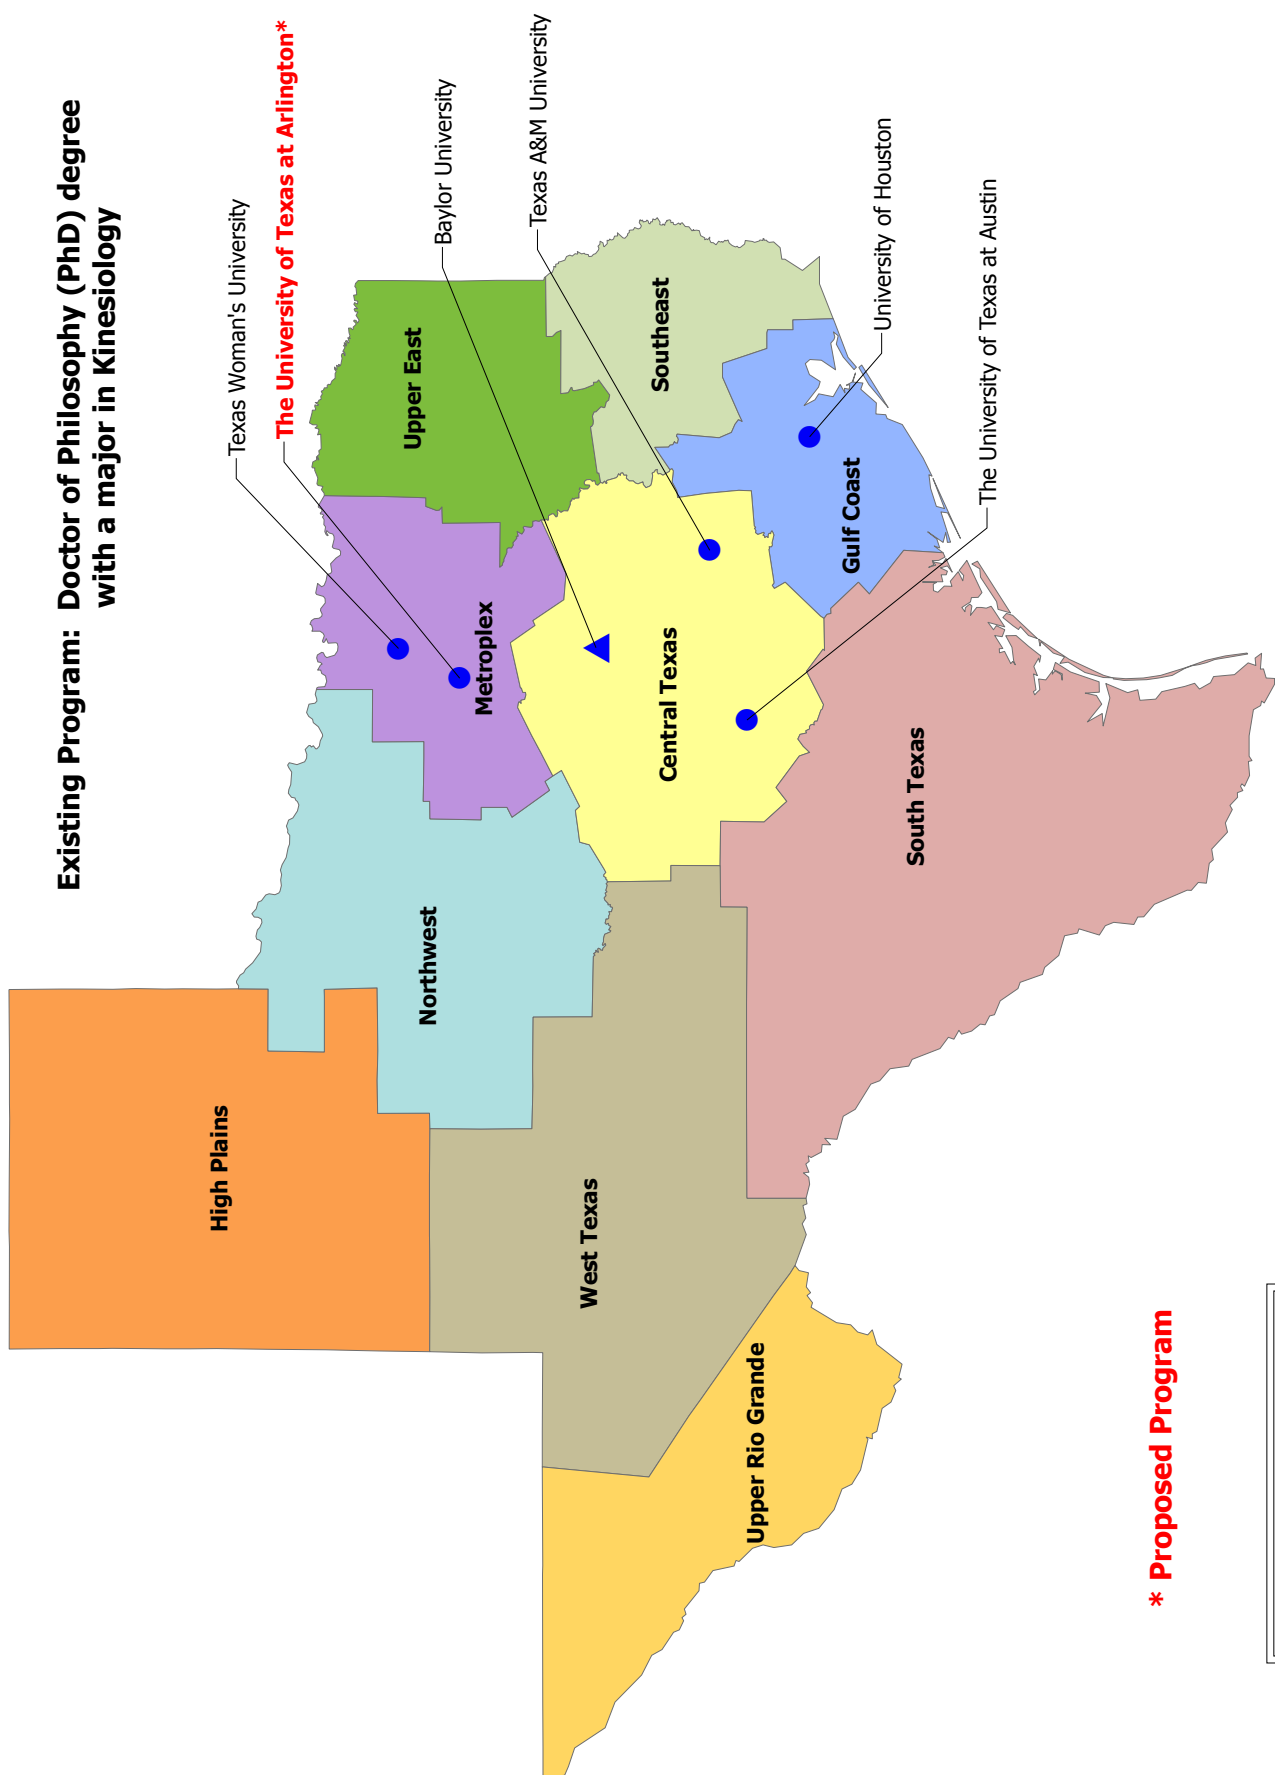 Existing Program: Doctor of Philosophy (PhD) degree
with a major in Kinesiology
Texas Woman's University
The University of Texas at Arlington*
Baylor University
Texas A&M University
University of Houston
The University of Texas at Austin
High Plains
Northwest
Metroplex
Upper East
Southeast
Central Texas
Gulf Coast
West Texas
Upper Rio Grande
South Texas
* Proposed Program